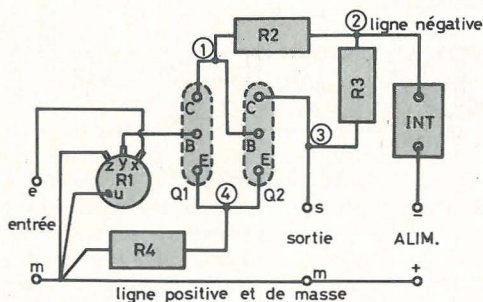 ② ligne négative
① R2
R3
C C INT
z y x B B ③
e R1 E E
u Q1 ④ Q2
s −
entrée R4 sortie ALIM.
m m +
ligne positive et de masse